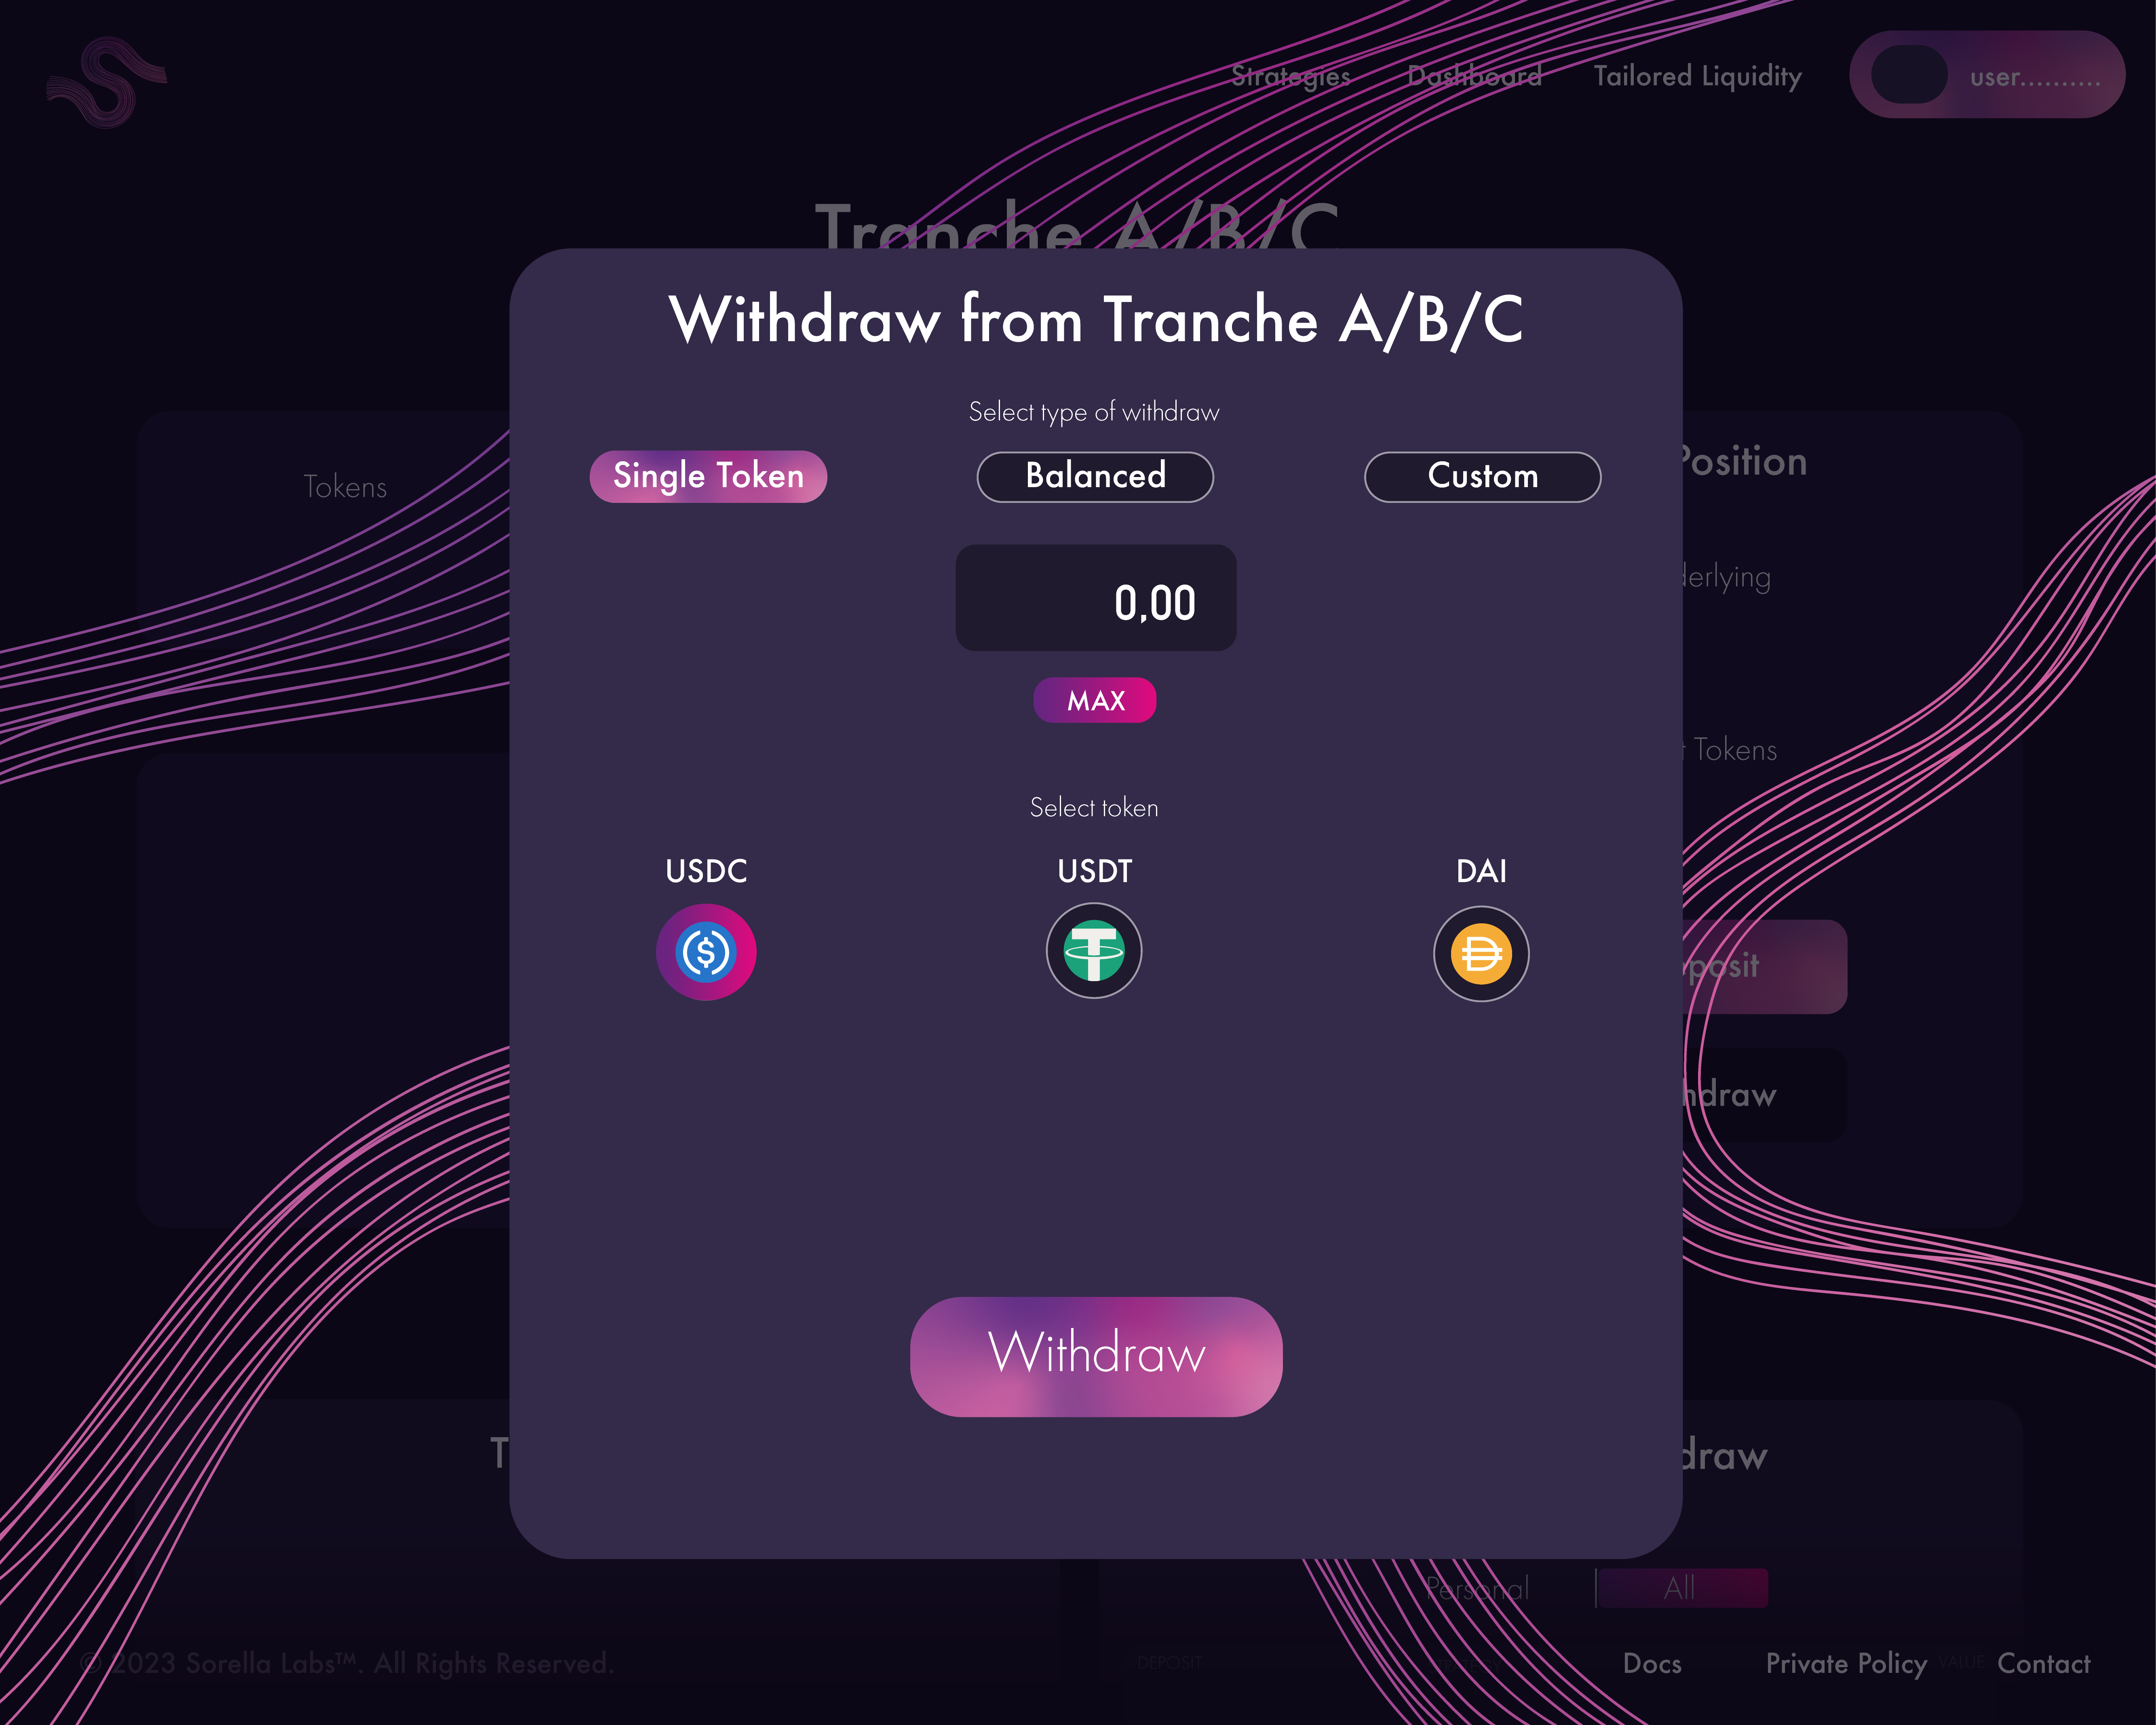 Strategies Dashboard Tailored Liquidity user..........
Tranche A/B/C
Withdraw from Tranche A/B/C
Select type of withdraw
Single Token Balanced Custom
Position
Tokens
derlying
0,00
MAX
Tokens
Select token
USDC USDT DAI
posit
hdraw
Withdraw
T
draw
Personal All
© 2023 Sorella Labs™. All Rights Reserved.
DEPOSIT VALUE
Docs Private Policy Contact